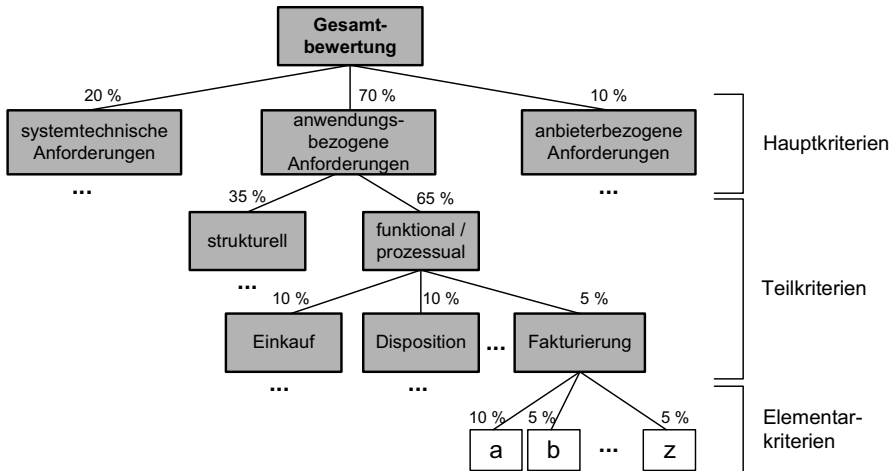 Gesamt-
bewertung
20 %
70 %
10 %
systemtechnische
Anforderungen
anwendungs-
bezogene
Anforderungen
anbieterbezogene
Anforderungen
Hauptkriterien
...
...
35 %
65 %
strukturell
funktional /
prozessual
...
Teilkriterien
10 %
10 %
5 %
Einkauf
Disposition
...
Fakturierung
...
...
10 %
5 %
5 %
a
b
...
z
Elementar-
kriterien